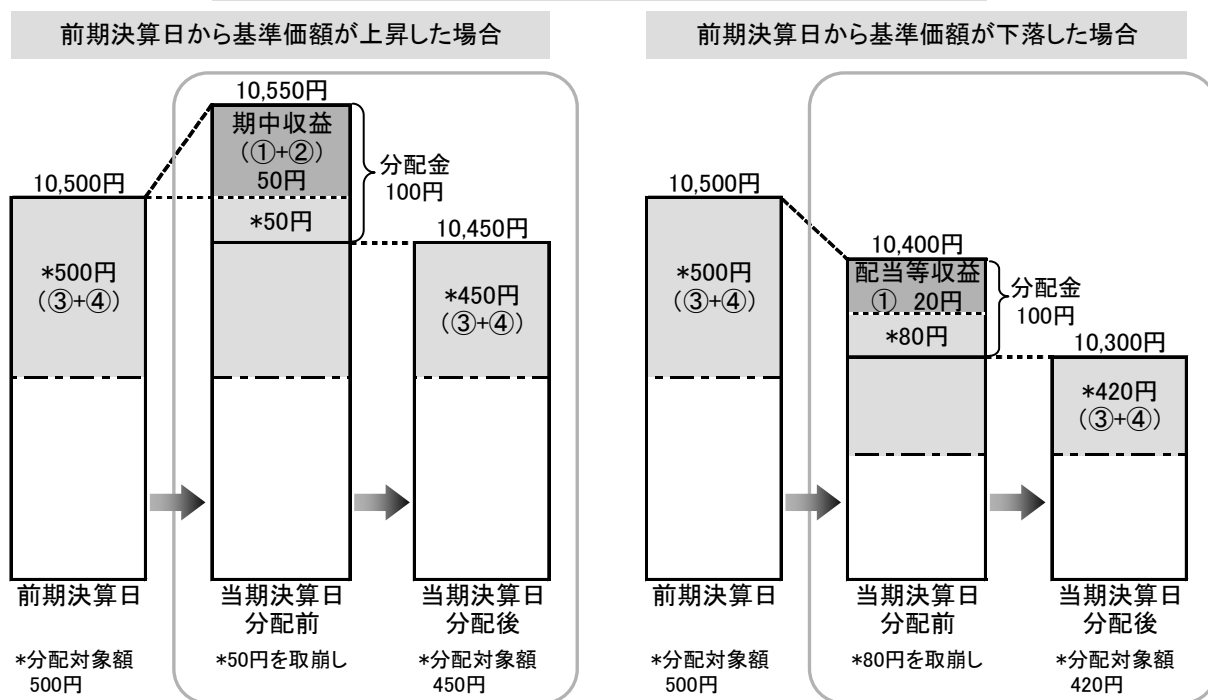 前期決算日から基準価額が上昇した場合
10,550円
期中収益
(①+②)
50円
分配金
100円
10,500円
*50円
10,450円
*500円
(③+④)
*450円
(③+④)
前期決算日
当期決算日
分配前
当期決算日
分配後
*分配対象額
500円
*50円を取崩し
*分配対象額
450円
前期決算日から基準価額が下落した場合
10,500円
10,400円
*500円
(③+④)
配当等収益
① 20円
分配金
100円
*80円
10,300円
*420円
(③+④)
前期決算日
当期決算日
分配前
当期決算日
分配後
*分配対象額
500円
*80円を取崩し
*分配対象額
420円